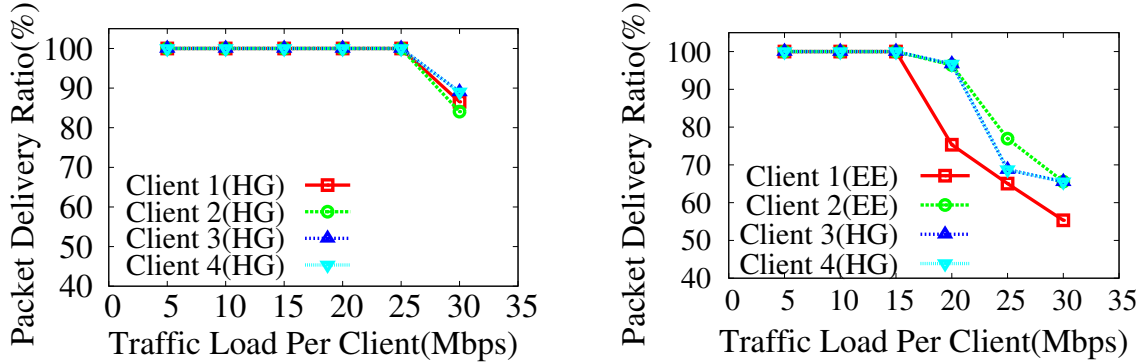 Packet Delivery Ratio(%)
100
90
80
70
60
50
40
Client 1(HG)
Client 2(HG)
Client 3(HG)
Client 4(HG)
0 5 10 15 20 25 30 35
Traffic Load Per Client(Mbps)
Packet Delivery Ratio(%)
100
90
80
70
60
50
40
Client 1(EE)
Client 2(EE)
Client 3(HG)
Client 4(HG)
0 5 10 15 20 25 30 35
Traffic Load Per Client(Mbps)